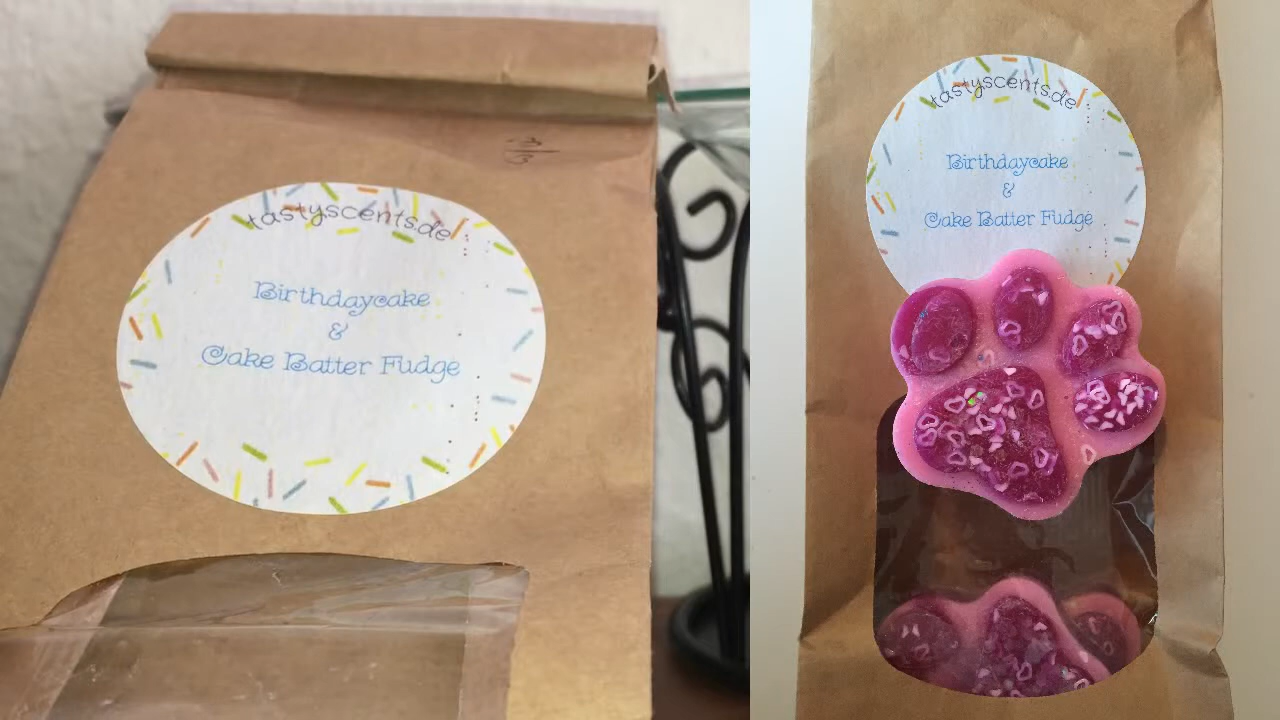 tastyscents.de
Birthdaycake
&
Cake Batter Fudge
tastyscents.de
Birthdaycake
&
Cake Batter Fudge